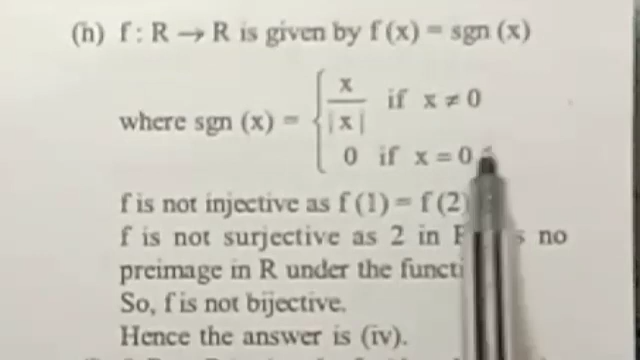 (h) f : R → R is given by f (x) = sgn (x)
where sgn (x) = { x / |x| if x ≠ 0
0 if x = 0
f is not injective as f (1) = f (2)
f is not surjective as 2 in no
preimage in R under the
So, f is not bijective.
Hence the answer is (iv).